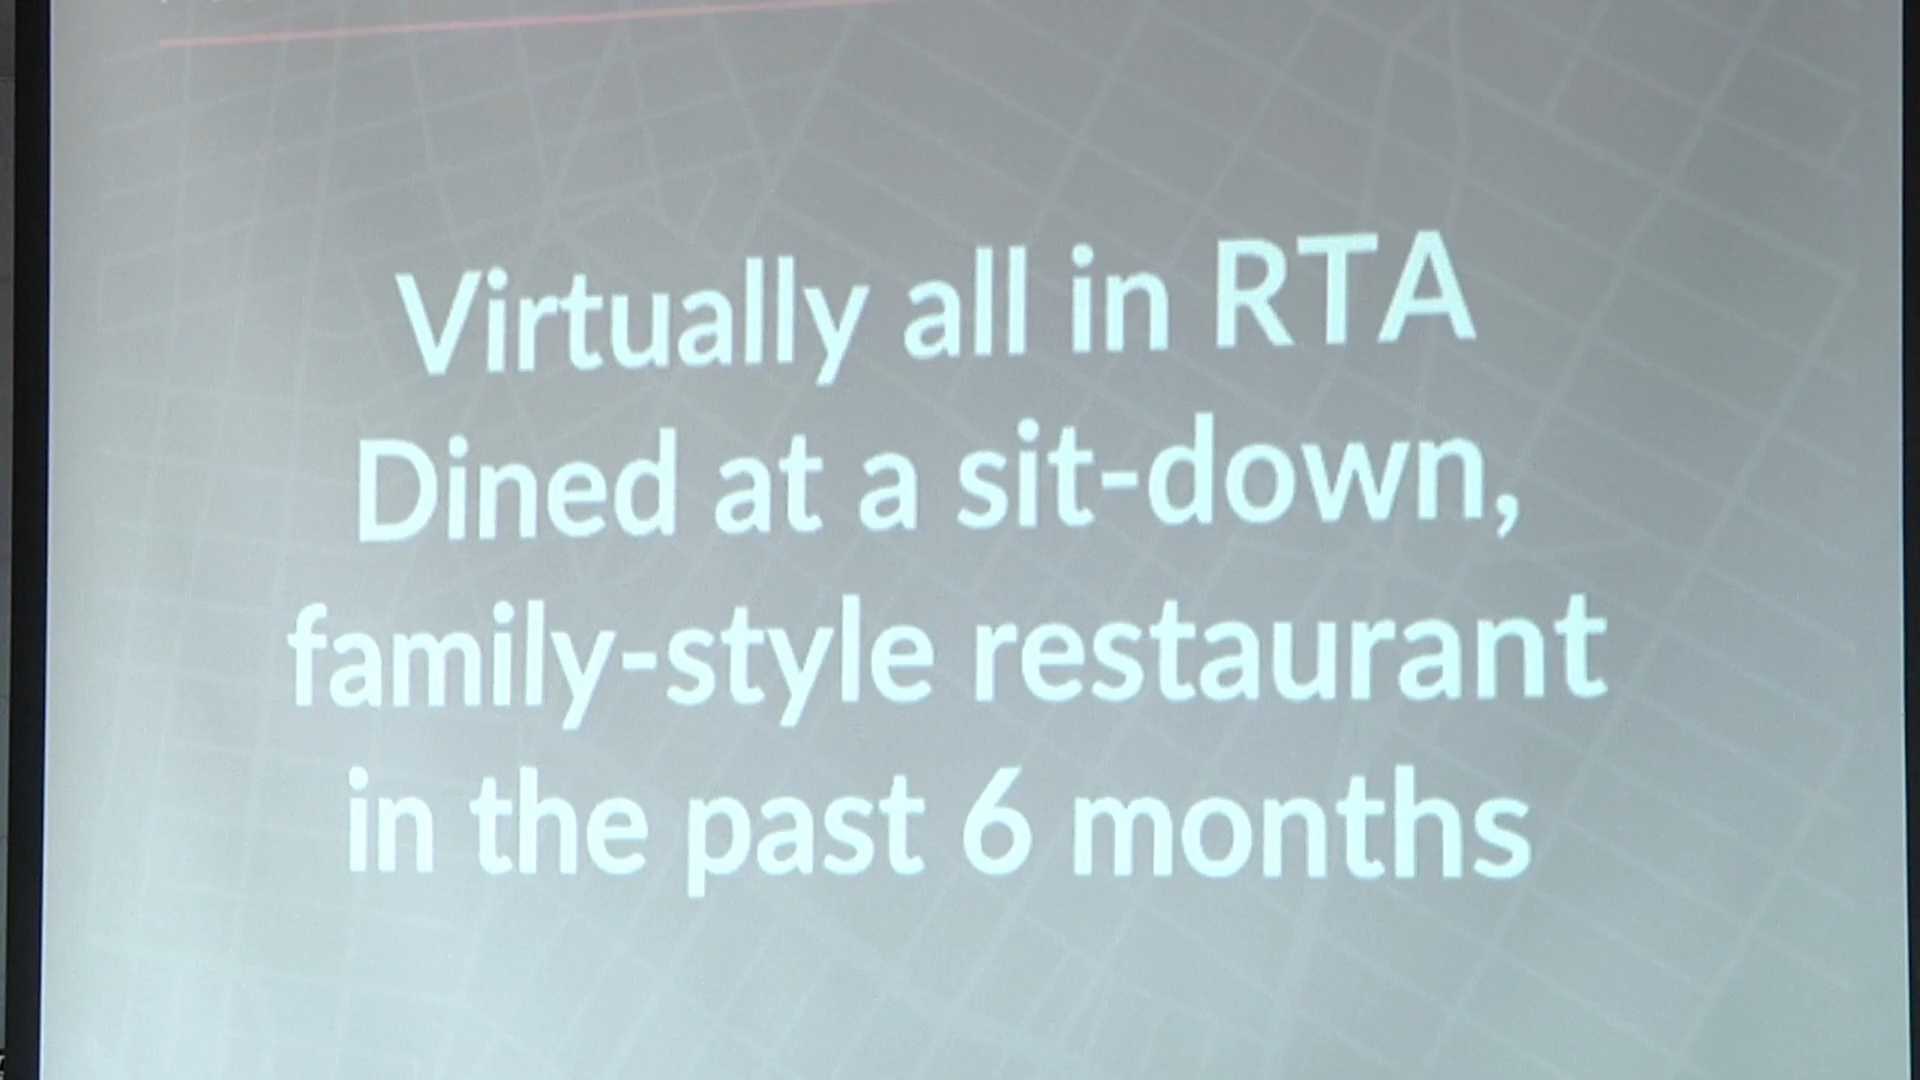 Virtually all in RTA
Dined at a sit-down,
family-style restaurant
in the past 6 months